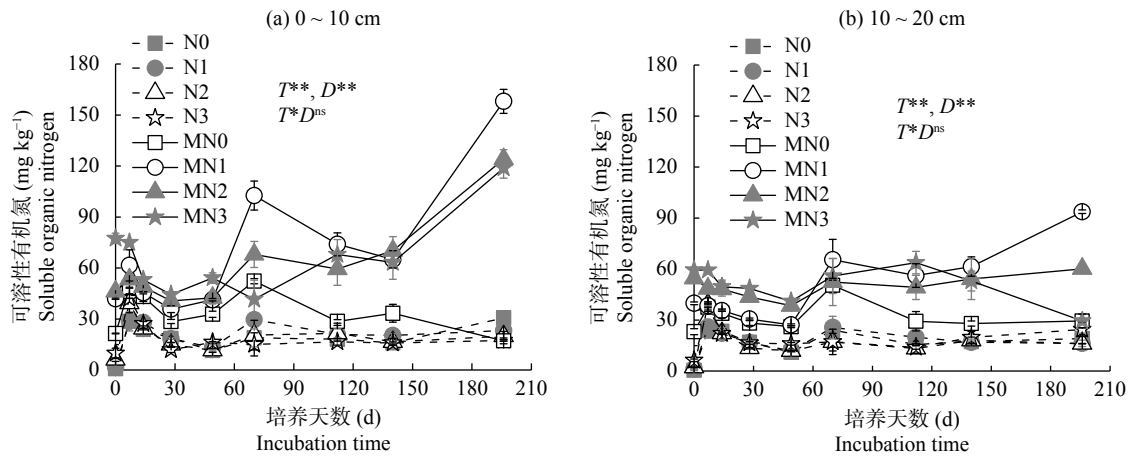 (a) 0 ~ 10 cm
N0
N1
N2
N3
MN0
MN1
MN2
MN3
T**, D**
T*Dⁿˢ
180
150
120
90
60
30
0
可溶性有机氮 (mg kg⁻¹)
Soluble organic nitrogen
0 30 60 90 120 150 180 210
培养天数 (d)
Incubation time
(b) 10 ~ 20 cm
N0
N1
N2
N3
MN0
MN1
MN2
MN3
T**, D**
T*Dⁿˢ
180
150
120
90
60
30
0
可溶性有机氮 (mg kg⁻¹)
Soluble organic nitrogen
0 30 60 90 120 150 180 210
培养天数 (d)
Incubation time